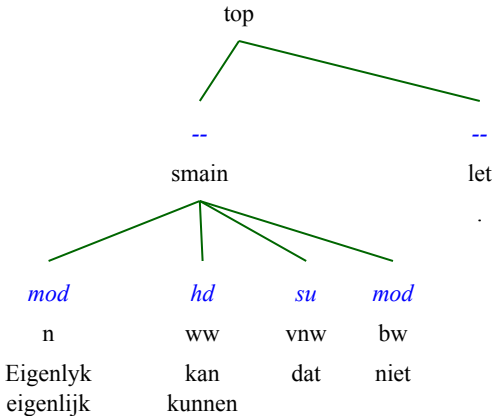 top
-- --
smain let
.
mod hd su mod
n ww vnw bw
Eigenlyk kan dat niet
eigenlijk kunnen